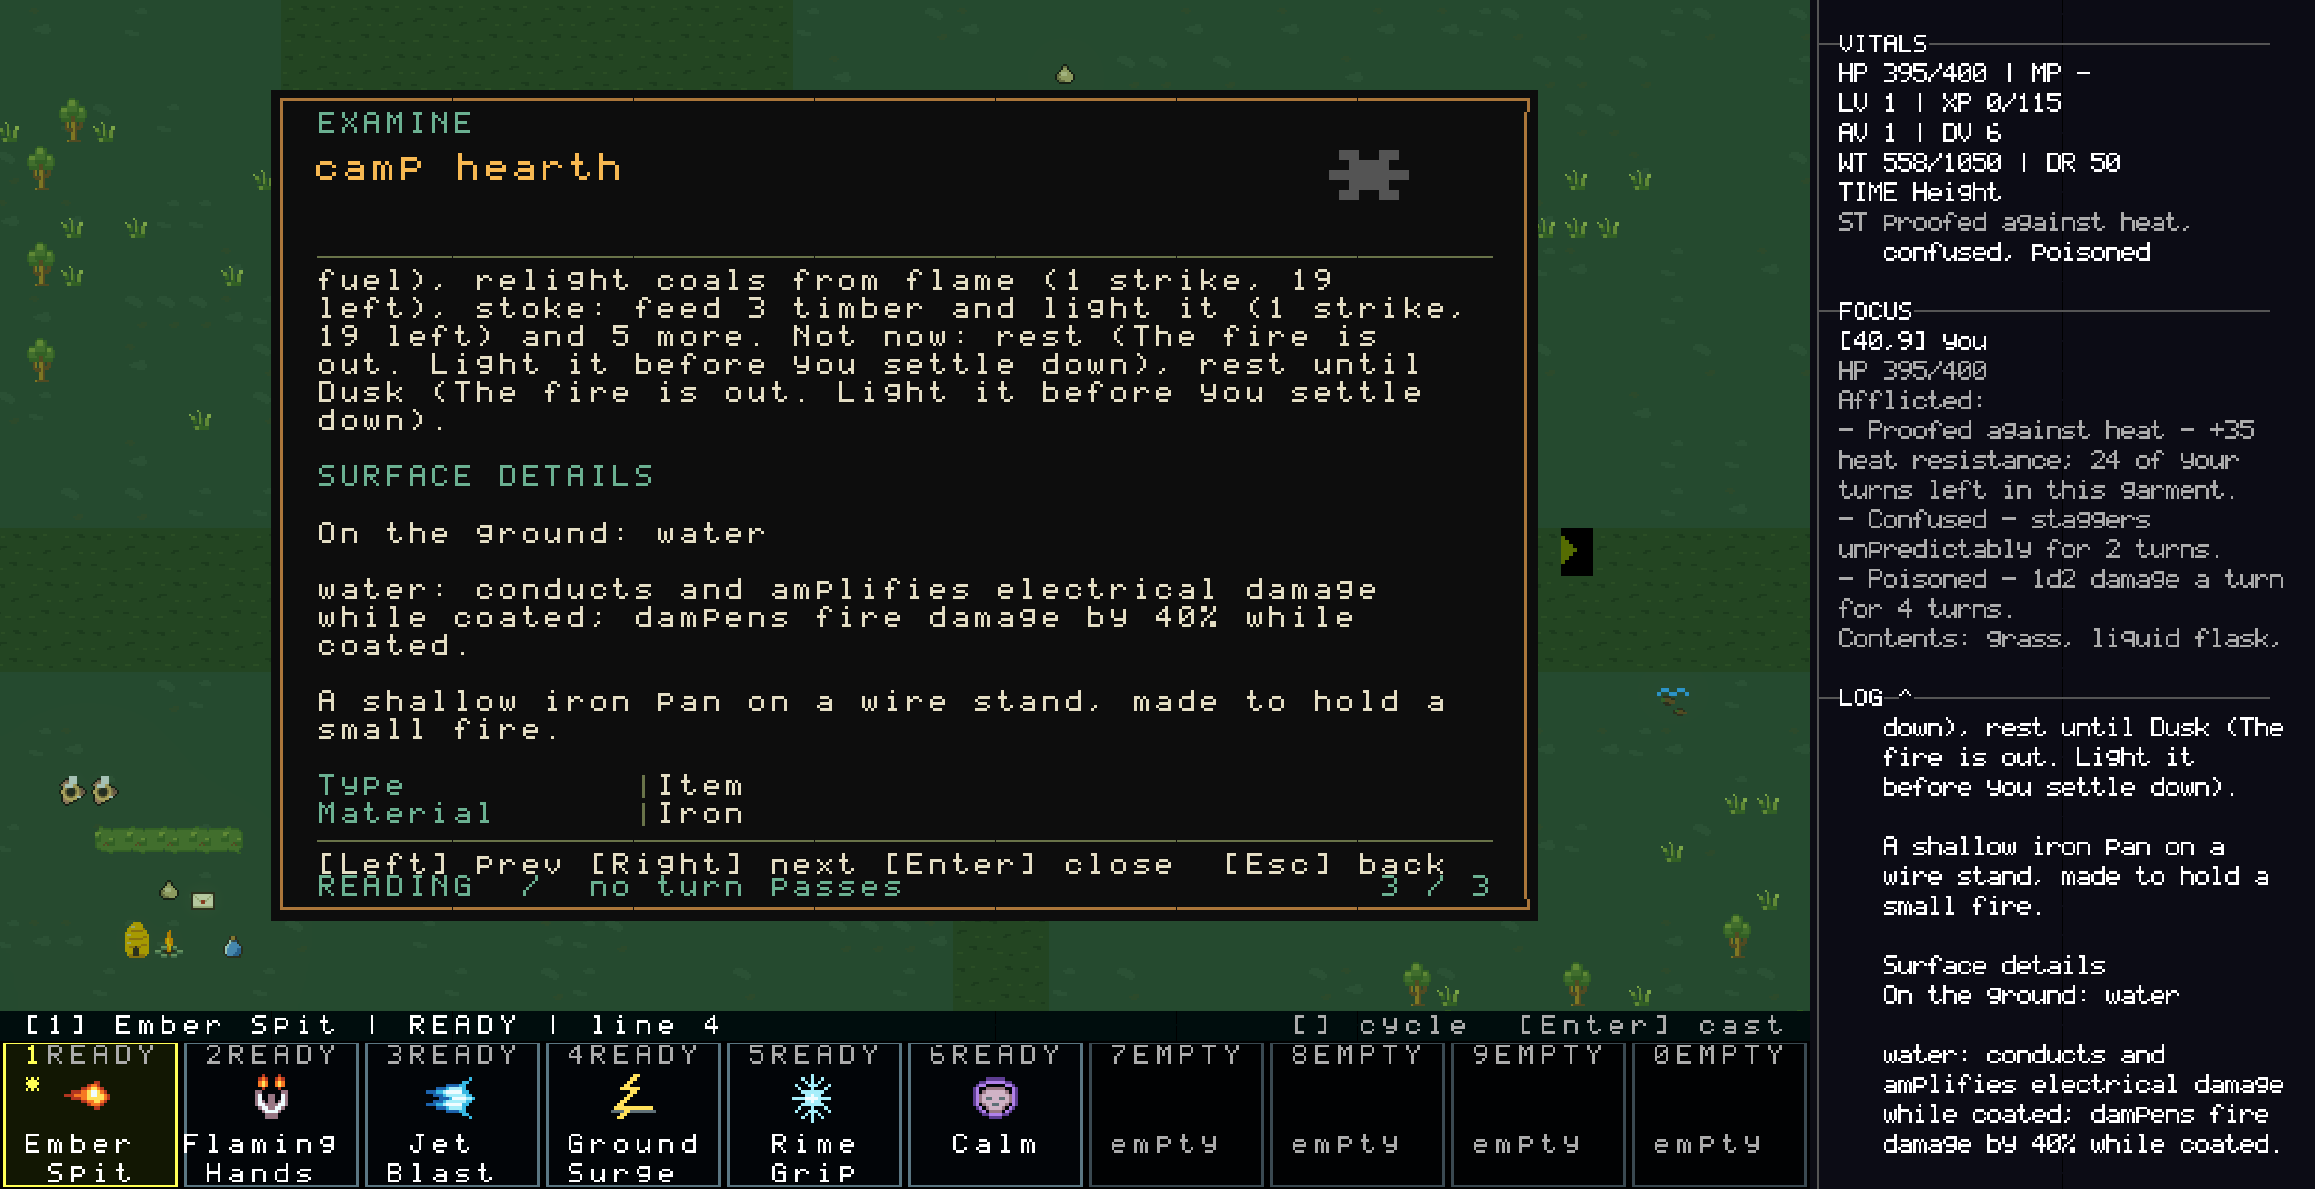 EXAMINE
camp hearth
fuel), relight coals from flame (1 strike, 19
left), stoke: feed 3 timber and light it (1 strike,
19 left) and 5 more. Not now: rest (The fire is
out. Light it before you settle down), rest until
Dusk (The fire is out. Light it before you settle
down).
SURFACE DETAILS
On the ground: water
water: conducts and amplifies electrical damage
while coated; dampens fire damage by 40% while
coated.
A shallow iron pan on a wire stand, made to hold a
small fire.
Type |Item
Material |Iron
[Left] prev [Right] next [Enter] close [Esc] back
READING / no turn passes 3 / 3
VITALS
HP 395/400 | MP -
LV 1 | XP 0/115
AV 1 | DV 6
WT 558/1050 | DR 50
TIME Height
ST Proofed against heat,
confused, Poisoned
FOCUS
[40,9] you
HP 395/400
Afflicted:
- Proofed against heat - +35
heat resistance; 24 of your
turns left in this garment.
- Confused - staggers
unpredictably for 2 turns.
- Poisoned - 1d2 damage a turn
for 4 turns.
Contents: grass, liquid flask,
LOG ^
down), rest until Dusk (The
fire is out. Light it
before you settle down).
A shallow iron pan on a
wire stand, made to hold a
small fire.
Surface details
On the ground: water
water: conducts and
amplifies electrical damage
while coated; dampens fire
damage by 40% while coated.
[1] Ember Spit | READY | line 4
[] cycle [Enter] cast
1READY
Ember
Spit
2READY
Flaming
Hands
3READY
Jet
Blast
4READY
Ground
Surge
5READY
Rime
Grip
6READY
Calm
7EMPTY
empty
8EMPTY
empty
9EMPTY
empty
0EMPTY
empty